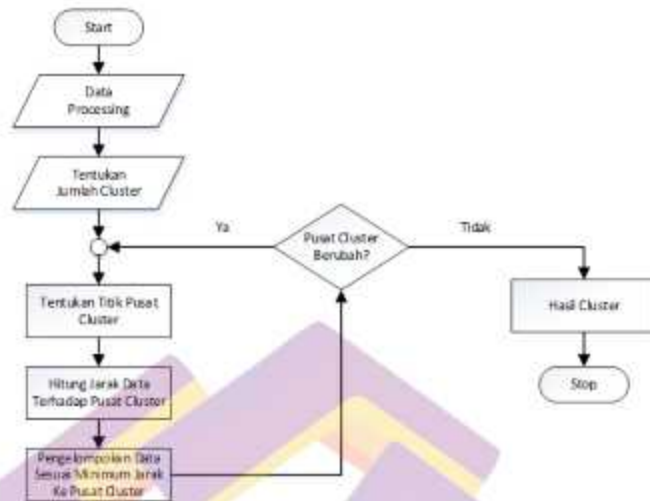 Start
Data
Processing
Tentukan
Jumlah Cluster
Ya
Pusat Cluster
Berubah?
Tidak
Tentukan Titik Pusat
Cluster
Hasil Cluster
Hitung Jarak Data
Terhadap Pusat Cluster
Stop
Pengelompokan Data
Sesuai Minimum Jarak
Ke Pusat Cluster